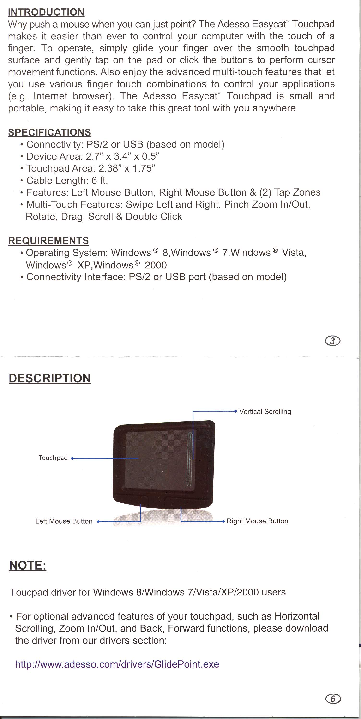 INTRODUCTION
Why push a mouse when you can just point? The Adesso Easycat® Touchpad
makes it easier than ever to control your computer with the touch of a
finger. To operate, simply glide your finger over the smooth touchpad
surface and gently tap on the pad or click the buttons to perform cursor
movement functions. Also enjoy the advanced multi-touch features that let
you use various finger touch combinations to control your applications
(e.g. Internet browser). The Adesso Easycat® Touchpad is small and
portable, making it easy to take this great tool with you anywhere
SPECIFICATIONS
• Connectivity: PS/2 or USB (based on model)
• Device Area: 2.7" x 3.4" x 0.5"
• Touchpad Area: 2.38" x 1.75"
• Cable Length: 6 ft.
• Features: Left Mouse Button, Right Mouse Button & (2) Tap Zones
• Multi-Touch Features: Swipe Left and Right, Pinch Zoom In/Out,
Rotate, Drag, Scroll & Double Click
REQUIREMENTS
• Operating System: Windows® 8,Windows® 7,Windows® Vista,
Windows® XP,Windows® 2000
• Connectivity Interface: PS/2 or USB port (based on model)
3
DESCRIPTION
Vertical Scrolling
Touchpad
Left Mouse Button
Right Mouse Button
NOTE:
Toucpad driver for Windows 8/Windows 7/Vista/XP/2000 users
• For optional advanced features of your touchpad, such as Horizontal
Scrolling, Zoom In/Out, and Back, Forward functions, please download
the driver from our drivers section:
http://www.adesso.com/drivers/GlidePoint.exe
6